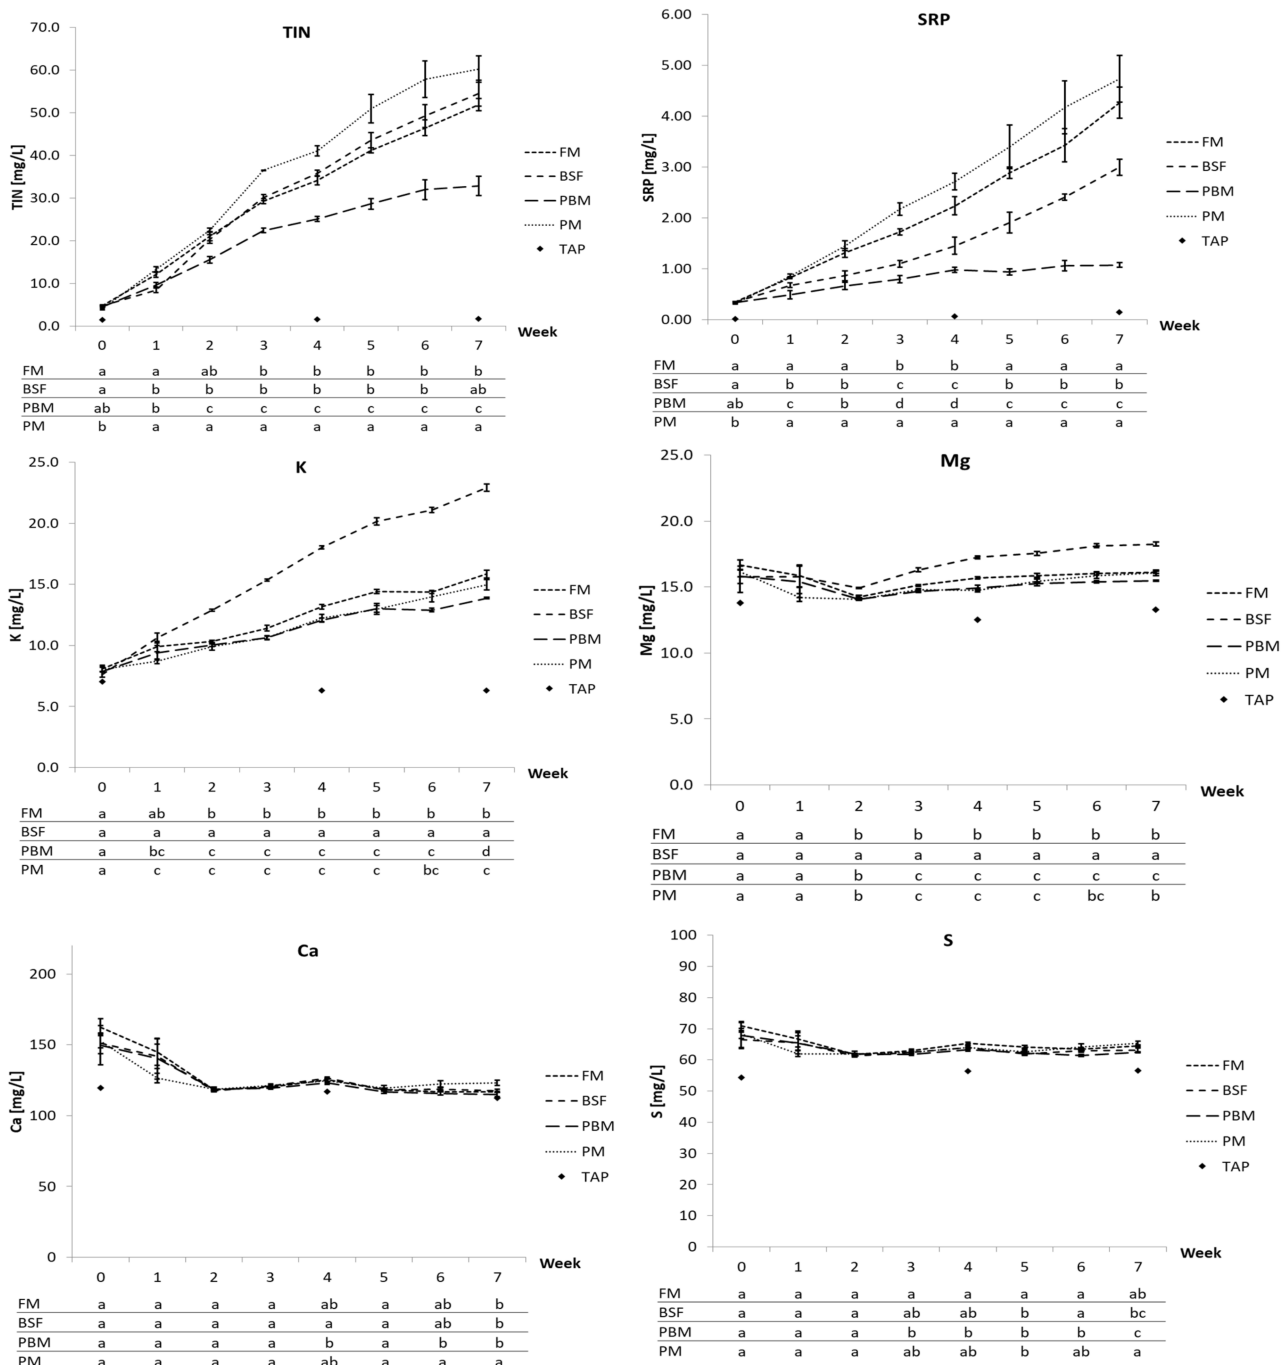 TIN
TIN [mg/L]
70.0
60.0
50.0
40.0
30.0
20.0
10.0
0.0
FM
BSF
PBM
PM
TAP
Week
0 1 2 3 4 5 6 7
FM a a ab b b b b b
BSF a b b b b b b ab
PBM ab b c c c c c c
PM b a a a a a a a
SRP
SRP [mg/L]
6.00
5.00
4.00
3.00
2.00
1.00
0.00
FM
BSF
PBM
PM
TAP
Week
0 1 2 3 4 5 6 7
FM a a a b b a a a
BSF a b b c c b b b
PBM ab c b d d c c c
PM b a a a a a a a
K
K [mg/L]
25.0
20.0
15.0
10.0
5.0
0.0
FM
BSF
PBM
PM
TAP
Week
0 1 2 3 4 5 6 7
FM a ab b b b b b b
BSF a a a a a a a a
PBM a bc c c c c c d
PM a c c c c c bc c
Mg
Mg [mg/L]
25.0
20.0
15.0
10.0
5.0
0.0
FM
BSF
PBM
PM
TAP
Week
0 1 2 3 4 5 6 7
FM a a b b b b b b
BSF a a a a a a a a
PBM a a b c c c c c
PM a a b c c c bc b
Ca
Ca [mg/L]
200
150
100
50
0
FM
BSF
PBM
PM
TAP
Week
0 1 2 3 4 5 6 7
FM a a a a ab a ab b
BSF a a a a a a ab b
PBM a a a a b a b b
PM a a a a ab a a a
S
S [mg/L]
100
90
80
70
60
50
40
30
20
10
0
FM
BSF
PBM
PM
TAP
Week
0 1 2 3 4 5 6 7
FM a a a a a a a ab
BSF a a a ab ab b a bc
PBM a a a b b b b c
PM a a a ab ab b ab a